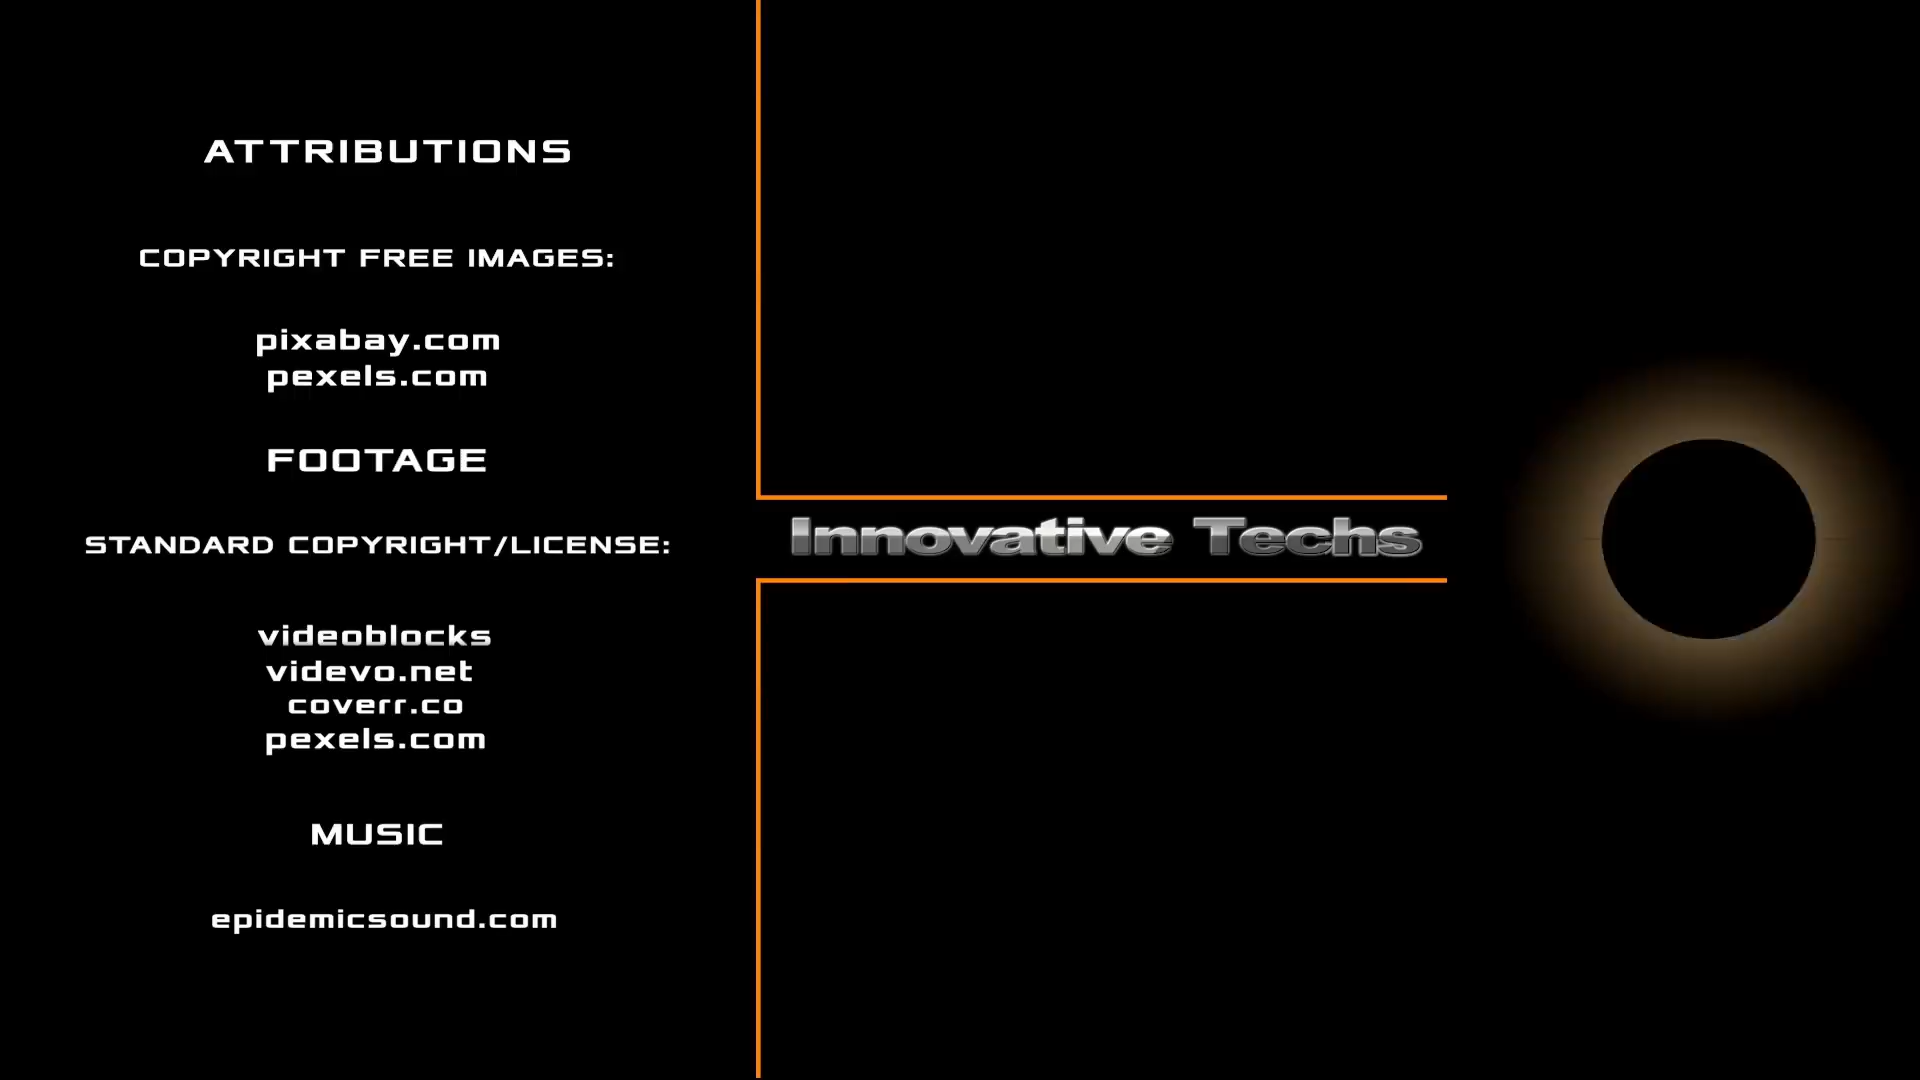 ATTRIBUTIONS
COPYRIGHT FREE IMAGES:
pixabay.com
pexels.com
FOOTAGE
STANDARD COPYRIGHT/LICENSE:
videoblocks
videvo.net
coverr.co
pexels.com
MUSIC
epidemicsound.com
Innovative Techs